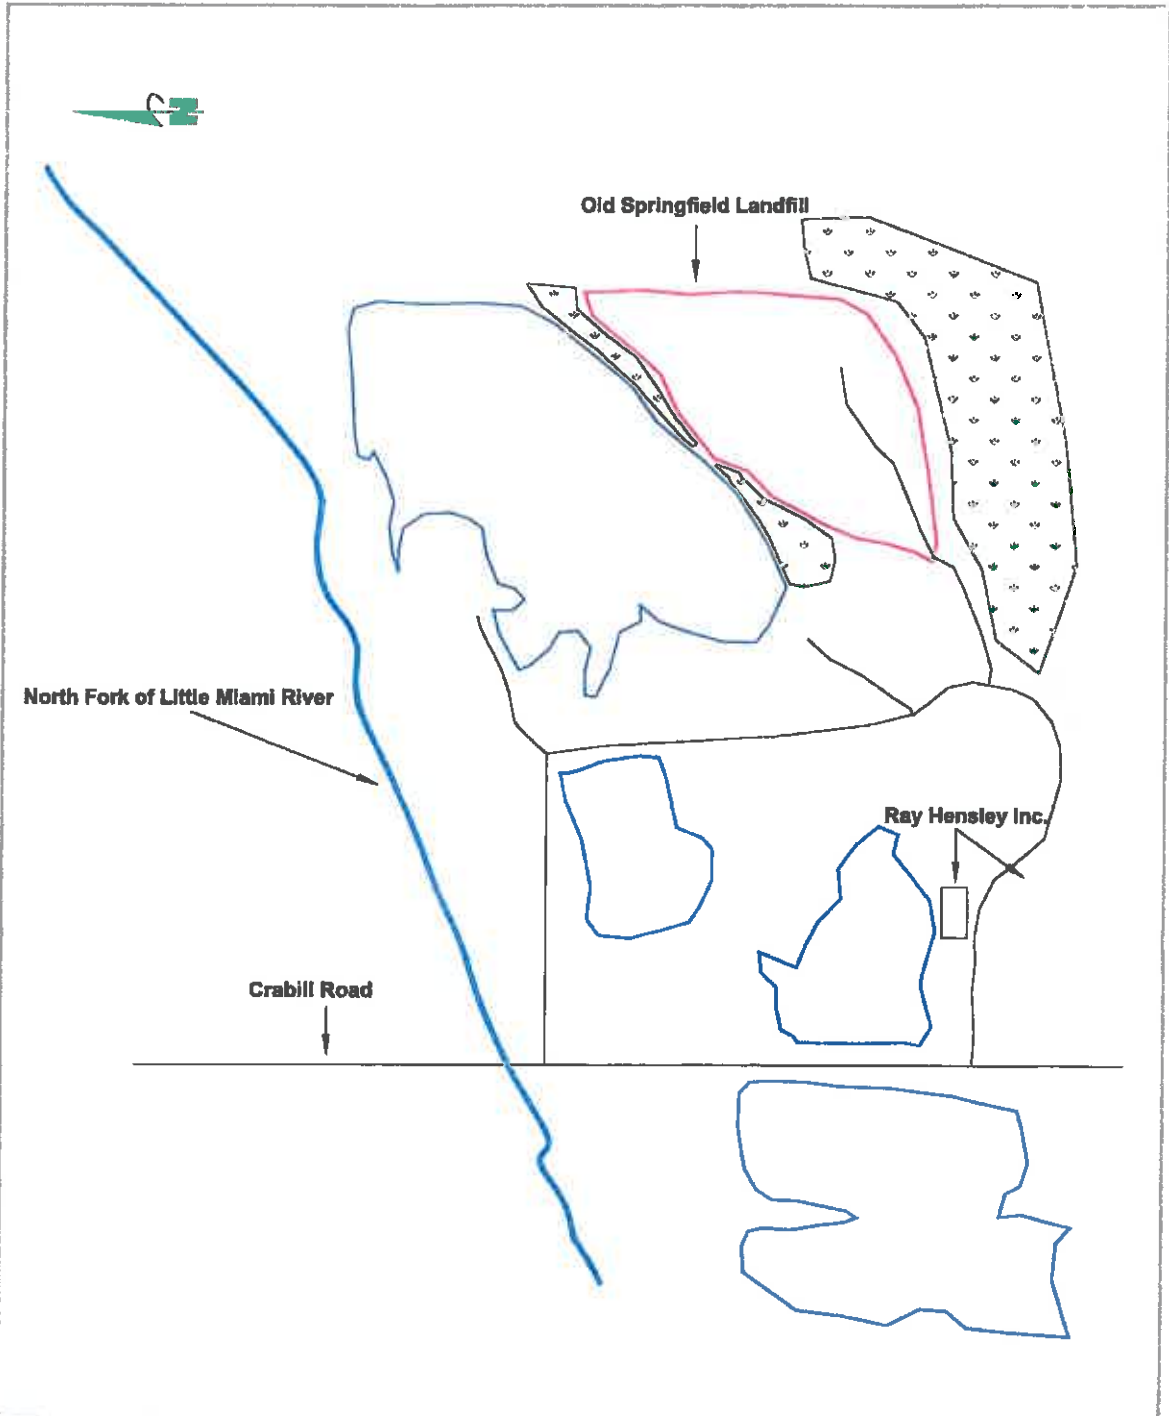 N
Old Springfield Landfill
North Fork of Little Miami River
Ray Hensley Inc.
Crabill Road